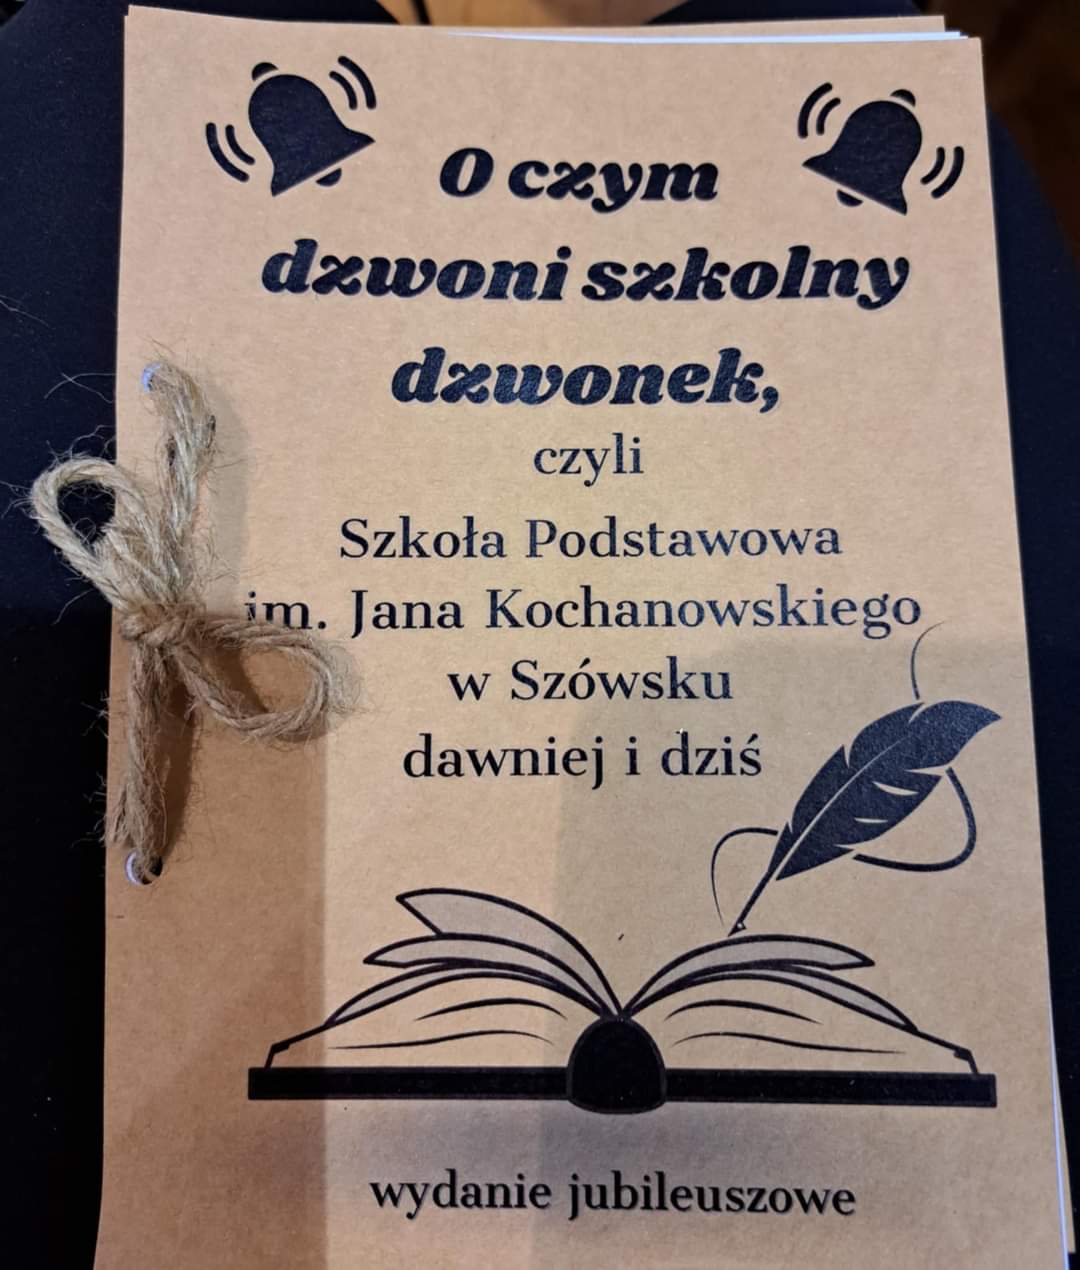 O czym
dzwoni szkolny
dzwonek,
czyli
Szkoła Podstawowa
im. Jana Kochanowskiego
w Szówsku
dawniej i dziś
wydanie jubileuszowe